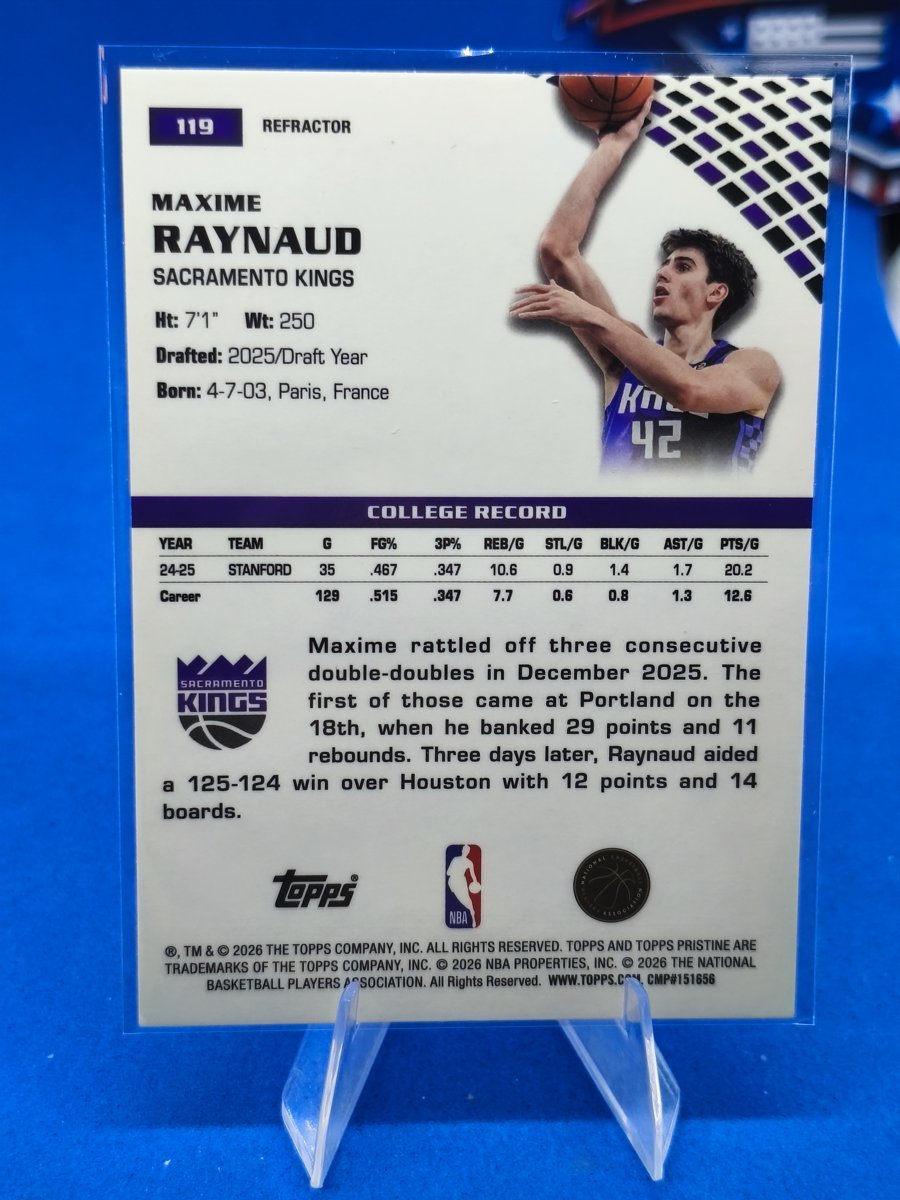 119 REFRACTOR
MAXIME
RAYNAUD
SACRAMENTO KINGS
Ht: 7'1" Wt: 250
Drafted: 2025/Draft Year
Born: 4-7-03, Paris, France
42
COLLEGE RECORD
YEAR TEAM G FG% 3P% REB/G STL/G BLK/G AST/G PTS/G
24-25 STANFORD 35 .467 .347 10.6 0.9 1.4 1.7 20.2
Career 129 .515 .347 7.7 0.6 0.8 1.3 12.6
Maxime rattled off three consecutive
double-doubles in December 2025. The
first of those came at Portland on the
18th, when he banked 29 points and 11
rebounds. Three days later, Raynaud aided
a 125-124 win over Houston with 12 points and 14
boards.
SACRAMENTO
KINGS
Topps®
NBA
NATIONAL BASKETBALL PLAYERS ASSOCIATION
®, TM & © 2026 THE TOPPS COMPANY, INC. ALL RIGHTS RESERVED. TOPPS AND TOPPS PRISTINE ARE
TRADEMARKS OF THE TOPPS COMPANY, INC. © 2026 NBA PROPERTIES, INC. © 2026 THE NATIONAL
BASKETBALL PLAYERS ASSOCIATION. All Rights Reserved. WWW.TOPPS.COM, CMP#151656